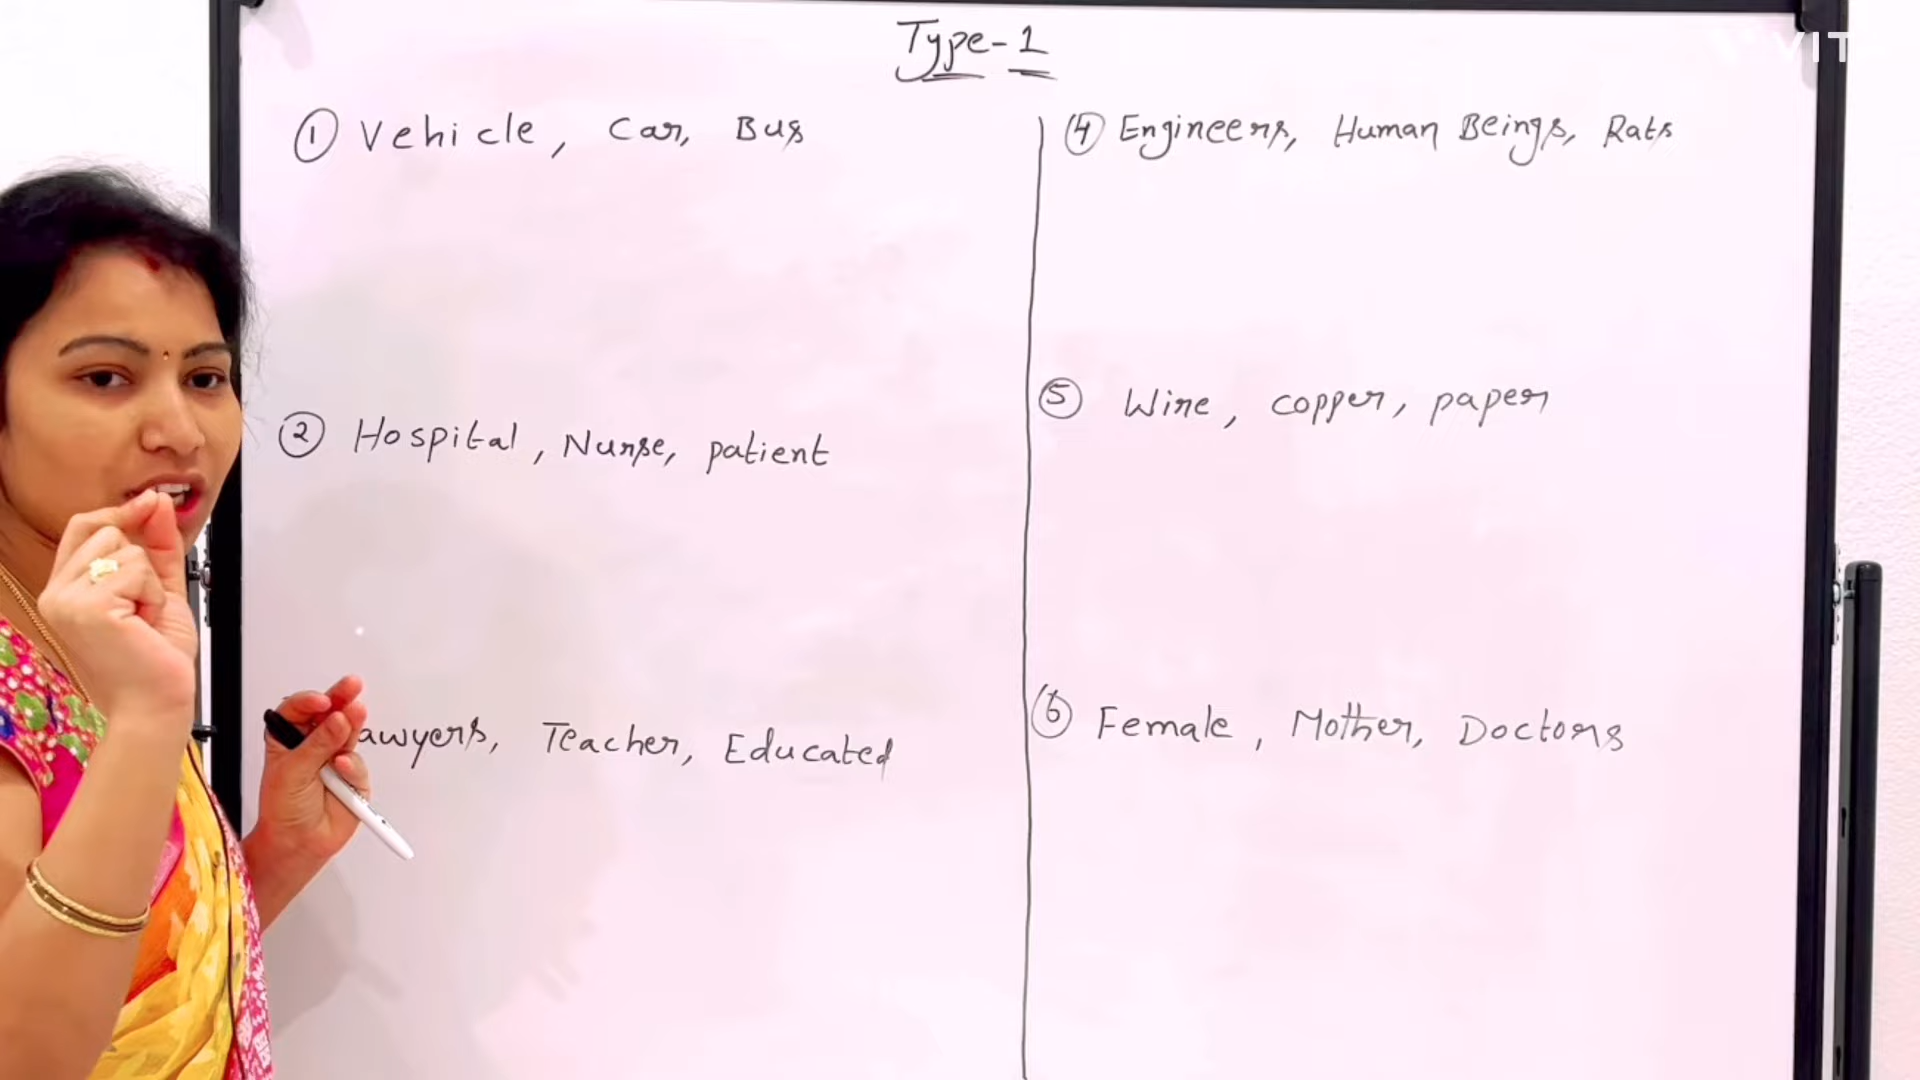 Type-1
① Vehicle, Car, Bus
② Hospital, Nurse, patient
Teacher, Educated
④ Engineers, Human Beings, Rats
⑤ Wire, copper, paper
⑥ Female, Mother, Doctors
VIT